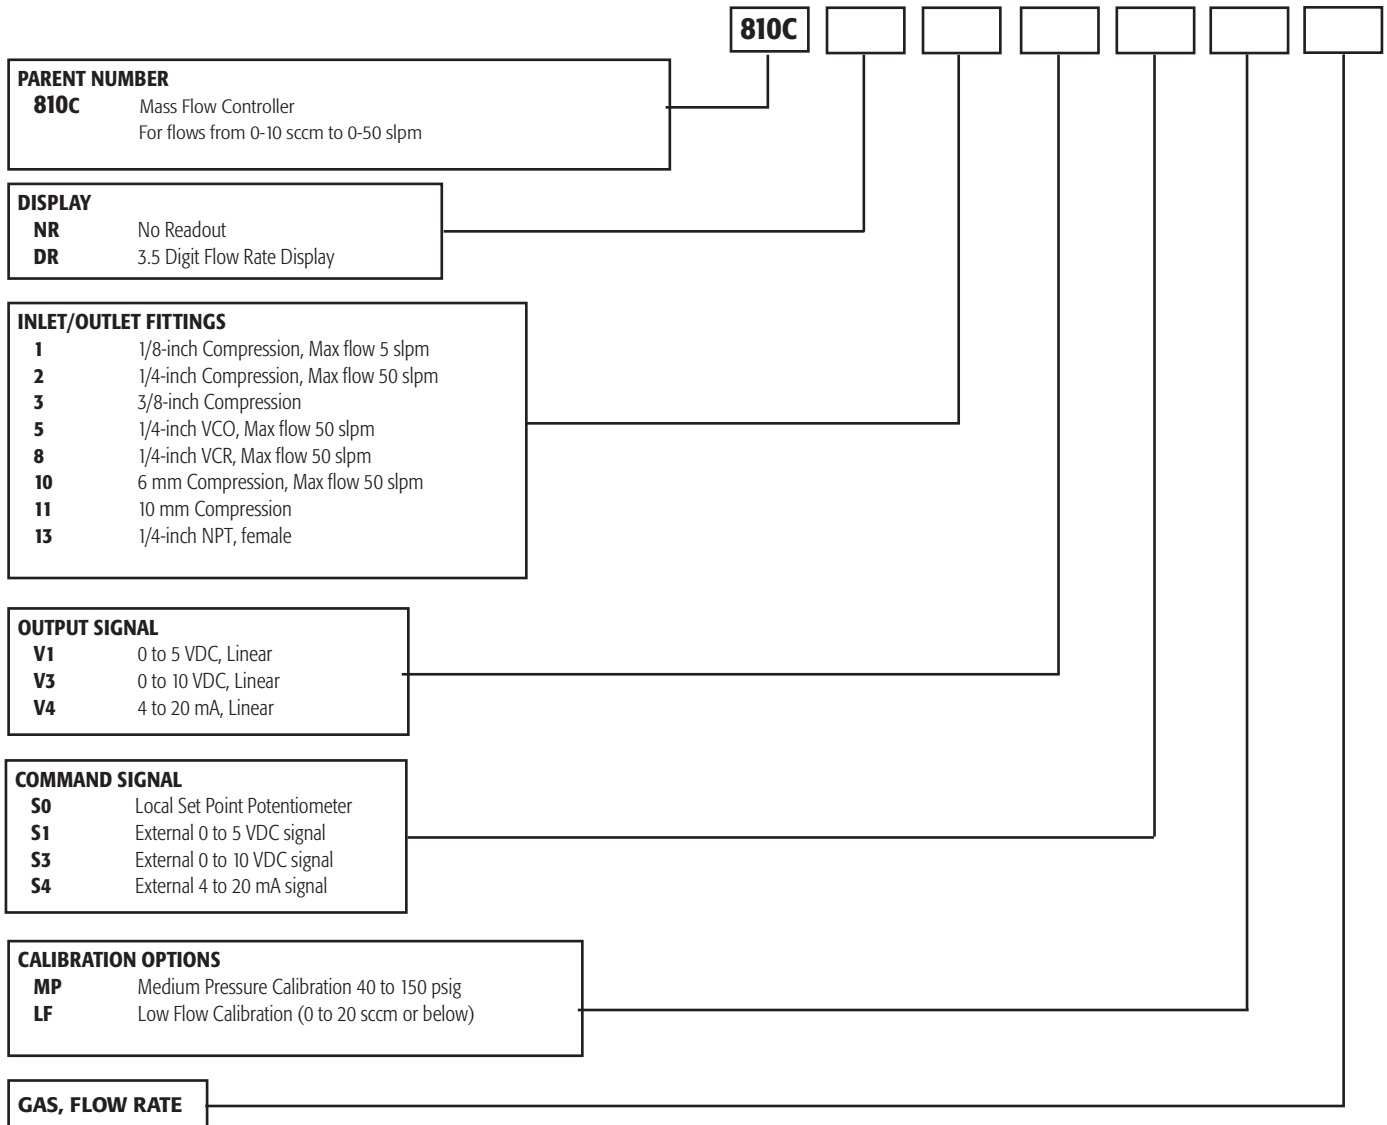 810C
PARENT NUMBER
810C Mass Flow Controller
For flows from 0-10 sccm to 0-50 slpm
DISPLAY
NR No Readout
DR 3.5 Digit Flow Rate Display
INLET/OUTLET FITTINGS
1 1/8-inch Compression, Max flow 5 slpm
2 1/4-inch Compression, Max flow 50 slpm
3 3/8-inch Compression
5 1/4-inch VCO, Max flow 50 slpm
8 1/4-inch VCR, Max flow 50 slpm
10 6 mm Compression, Max flow 50 slpm
11 10 mm Compression
13 1/4-inch NPT, female
OUTPUT SIGNAL
V1 0 to 5 VDC, Linear
V3 0 to 10 VDC, Linear
V4 4 to 20 mA, Linear
COMMAND SIGNAL
S0 Local Set Point Potentiometer
S1 External 0 to 5 VDC signal
S3 External 0 to 10 VDC signal
S4 External 4 to 20 mA signal
CALIBRATION OPTIONS
MP Medium Pressure Calibration 40 to 150 psig
LF Low Flow Calibration (0 to 20 sccm or below)
GAS, FLOW RATE